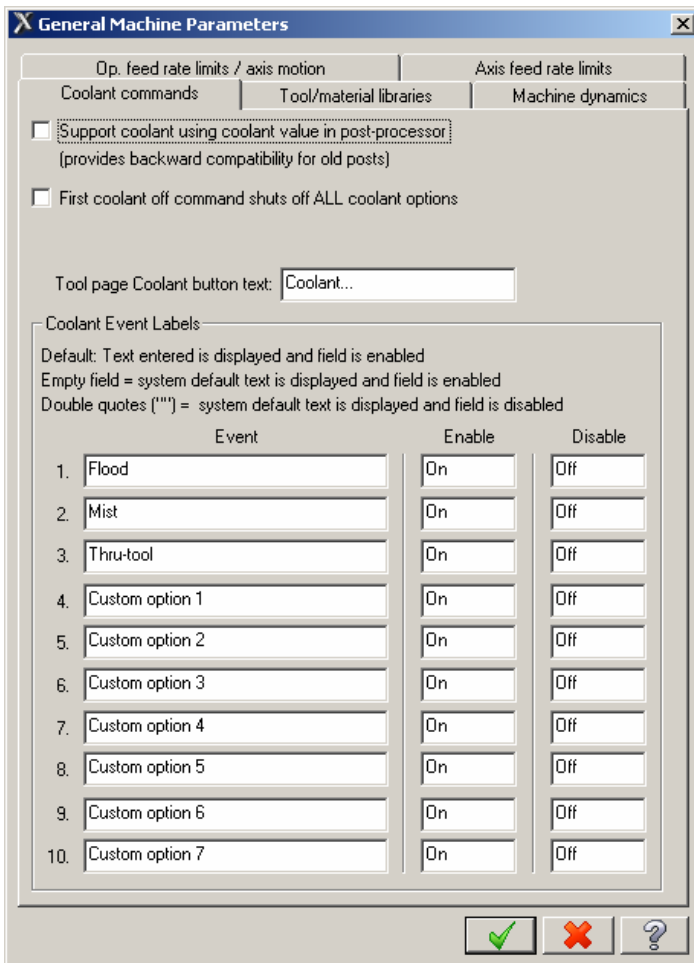 General Machine Parameters
Op. feed rate limits / axis motion Axis feed rate limits
Coolant commands Tool/material libraries Machine dynamics
Support coolant using coolant value in post-processor
(provides backward compatibility for old posts)
First coolant off command shuts off ALL coolant options
Tool page Coolant button text: Coolant...
Coolant Event Labels
Default: Text entered is displayed and field is enabled
Empty field = system default text is displayed and field is enabled
Double quotes ("") = system default text is displayed and field is disabled
Event Enable Disable
1. Flood On Off
2. Mist On Off
3. Thru-tool On Off
4. Custom option 1 On Off
5. Custom option 2 On Off
6. Custom option 3 On Off
7. Custom option 4 On Off
8. Custom option 5 On Off
9. Custom option 6 On Off
10. Custom option 7 On Off